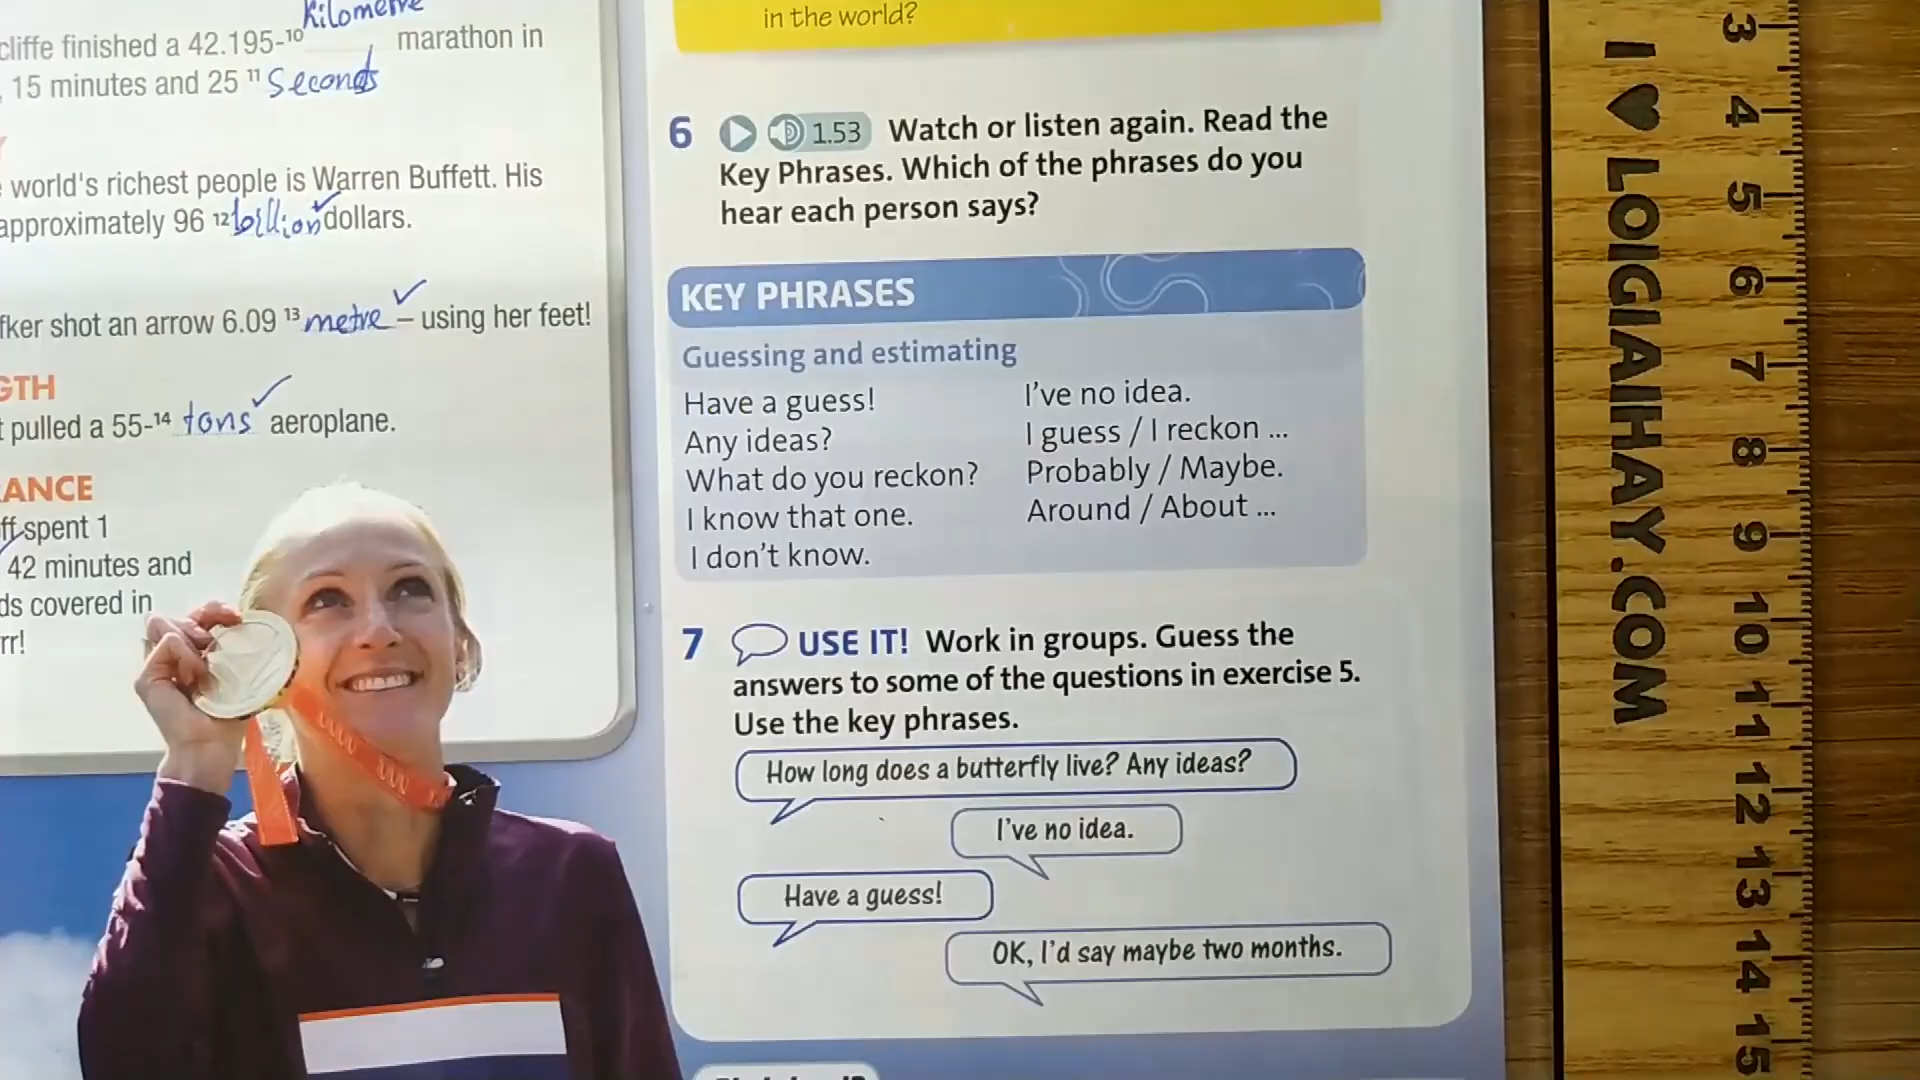 kilometre
cliffe finished a 42.195-10 marathon in
15 minutes and 25 11 Seconds
world's richest people is Warren Buffett. His
approximately 96 12 billion dollars.
fker shot an arrow 6.09 13 metre – using her feet!
GTH
t pulled a 55-14 tons aeroplane.
ANCE
ff spent 1
42 minutes and
ds covered in
rr!
in the world?
6 1.53 Watch or listen again. Read the
Key Phrases. Which of the phrases do you
hear each person says?
KEY PHRASES
Guessing and estimating
Have a guess!
Any ideas?
What do you reckon?
I know that one.
I don't know.
I've no idea.
I guess / I reckon ...
Probably / Maybe.
Around / About ...
7 USE IT! Work in groups. Guess the
answers to some of the questions in exercise 5.
Use the key phrases.
How long does a butterfly live? Any ideas?
I've no idea.
Have a guess!
OK, I'd say maybe two months.
I ♥ LOIGIAIHAY.COM
3 4 5 6 7 8 9 10 11 12 13 14 15